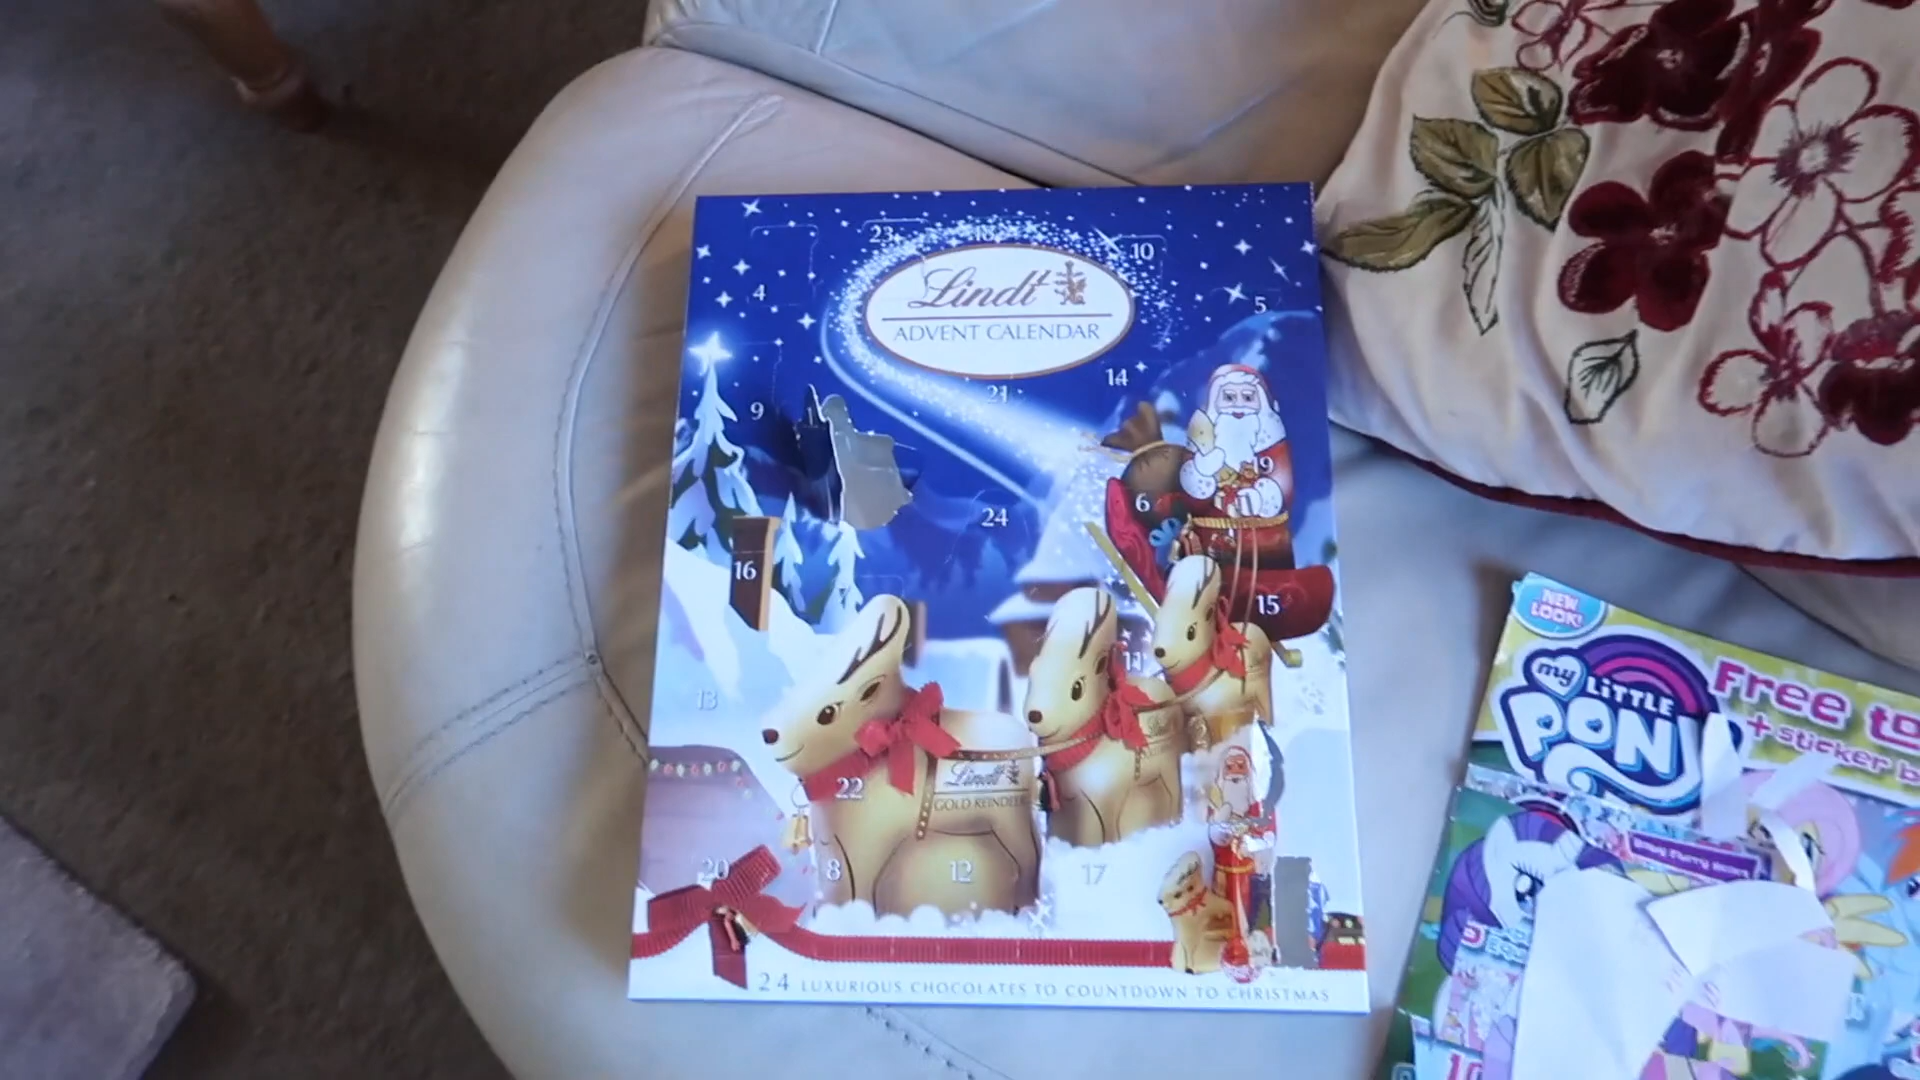 23
18
10
4
Lindt
ADVENT CALENDAR
5
21
14
9
19
6
24
16
15
11
13
22
Lindt
GOLD REINDEER
20
8
12
17
24 LUXURIOUS CHOCOLATES TO COUNTDOWN TO CHRISTMAS
NEW
LOOK!
my LiTTLE
PONY
Free to
+ sticker b
10